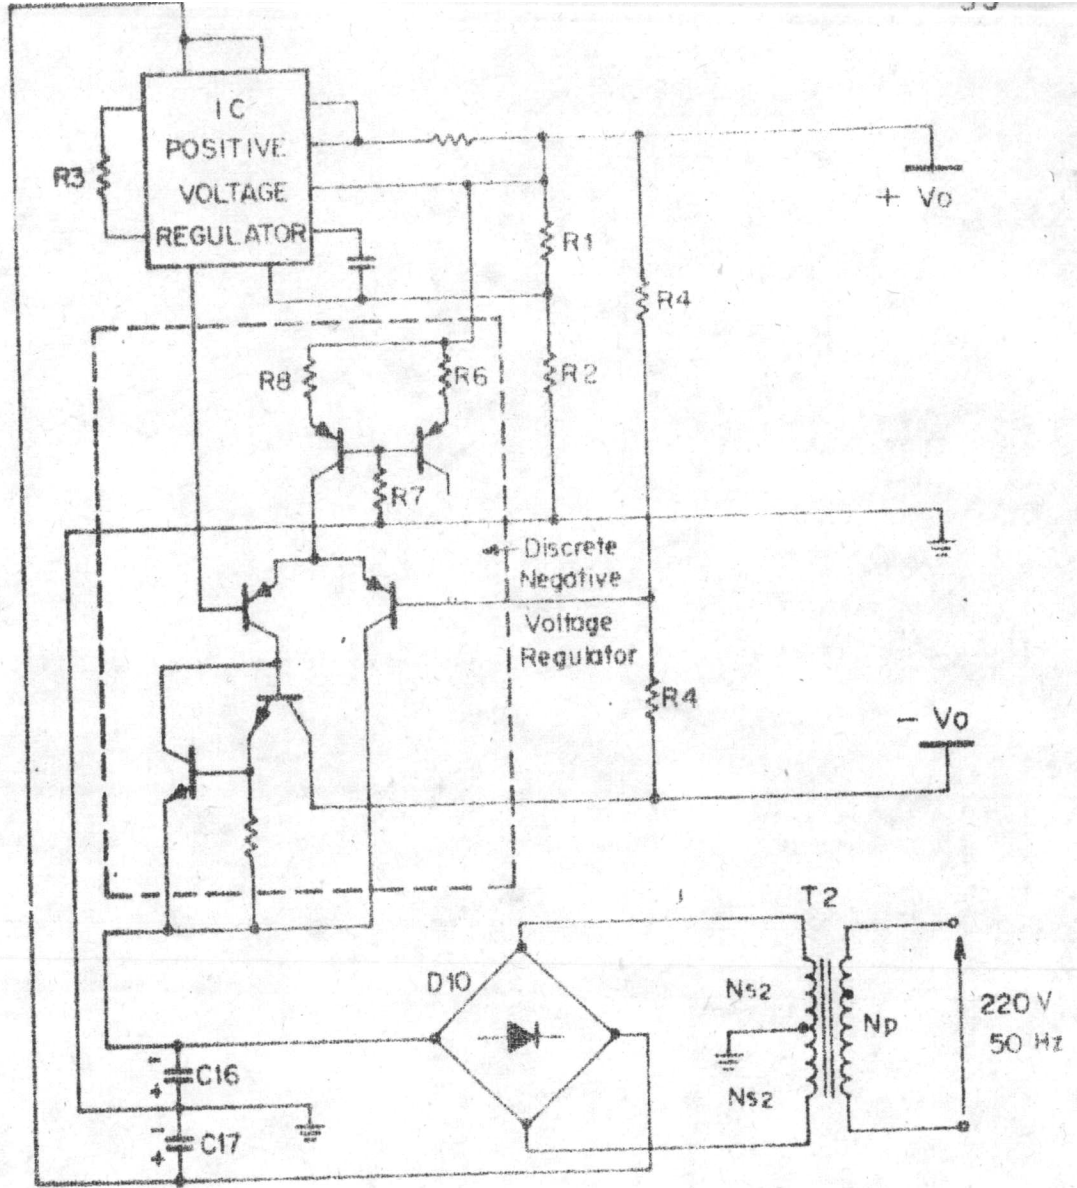 IC
POSITIVE
VOLTAGE
REGULATOR
R3
+ Vo
R1
R4
R2
R8
R6
R7
Discrete
Negative
Voltage
Regulator
R4
- Vo
T2
D10
Ns2
Np
220 V
50 Hz
Ns2
-
+
C16
-
+
C17